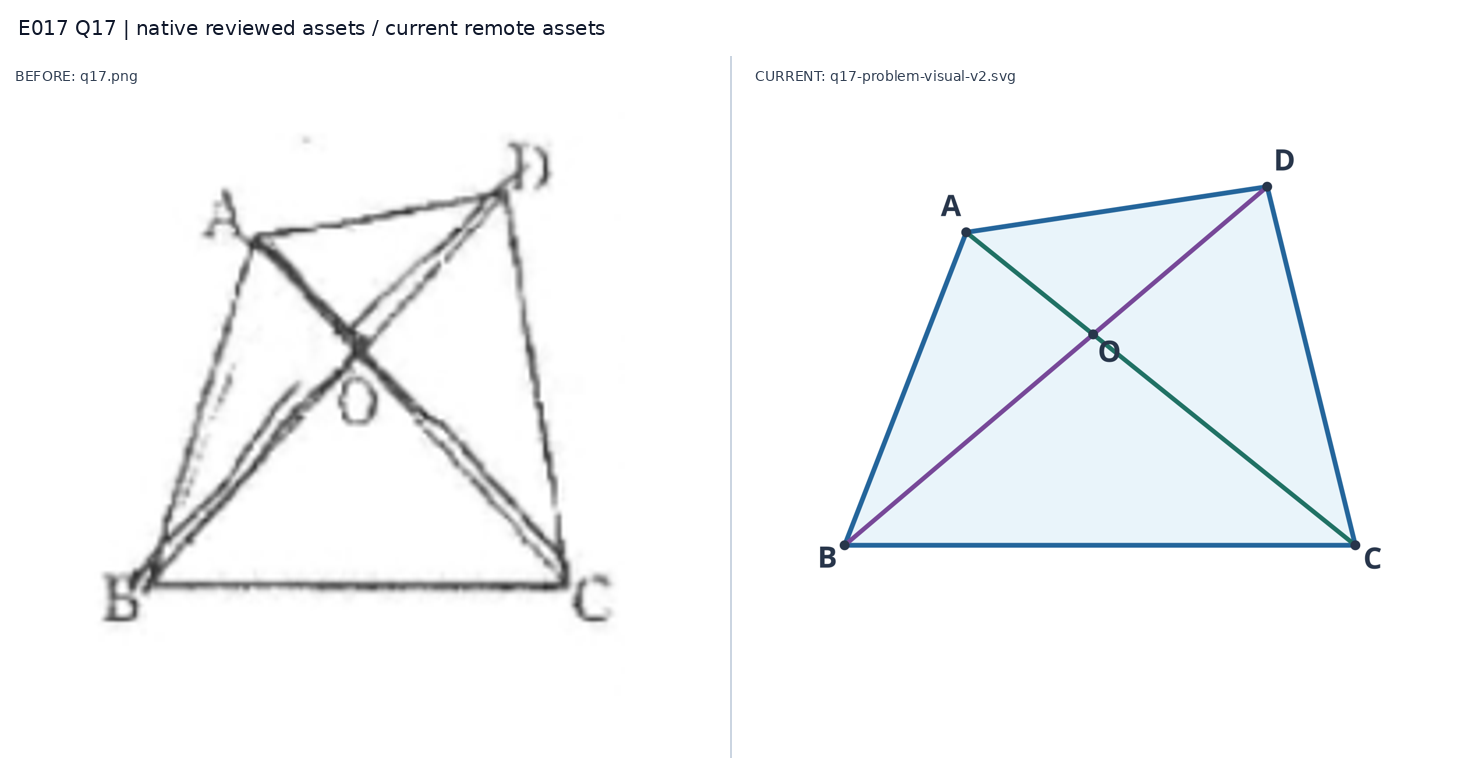 E017 Q17 | native reviewed assets / current remote assets
BEFORE: q17.png
CURRENT: q17-problem-visual-v2.svg
A
D
O
B
C
A
D
O
B
C